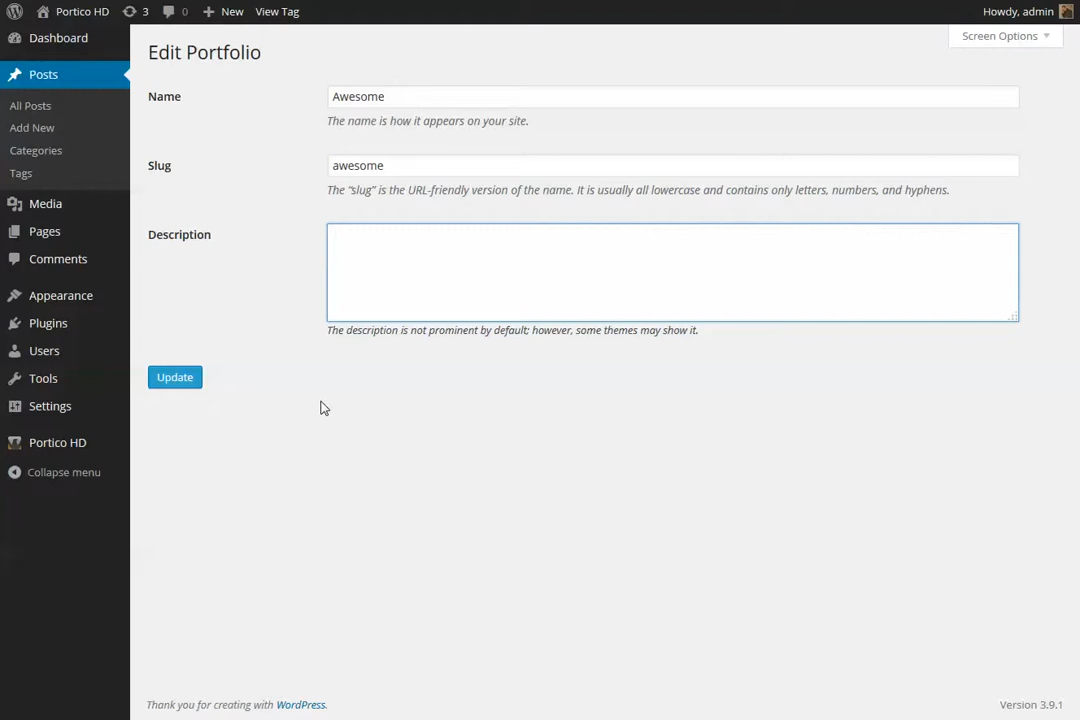 Portico HD 3 0 New View Tag Howdy, admin
Dashboard
Screen Options
Edit Portfolio
Posts
Name Awesome
The name is how it appears on your site.
All Posts
Add New
Categories
Tags
Slug awesome
The “slug” is the URL-friendly version of the name. It is usually all lowercase and contains only letters, numbers, and hyphens.
Media
Pages
Comments
Description
The description is not prominent by default; however, some themes may show it.
Appearance
Plugins
Users
Tools
Settings
Update
Portico HD
Collapse menu
Thank you for creating with WordPress. Version 3.9.1